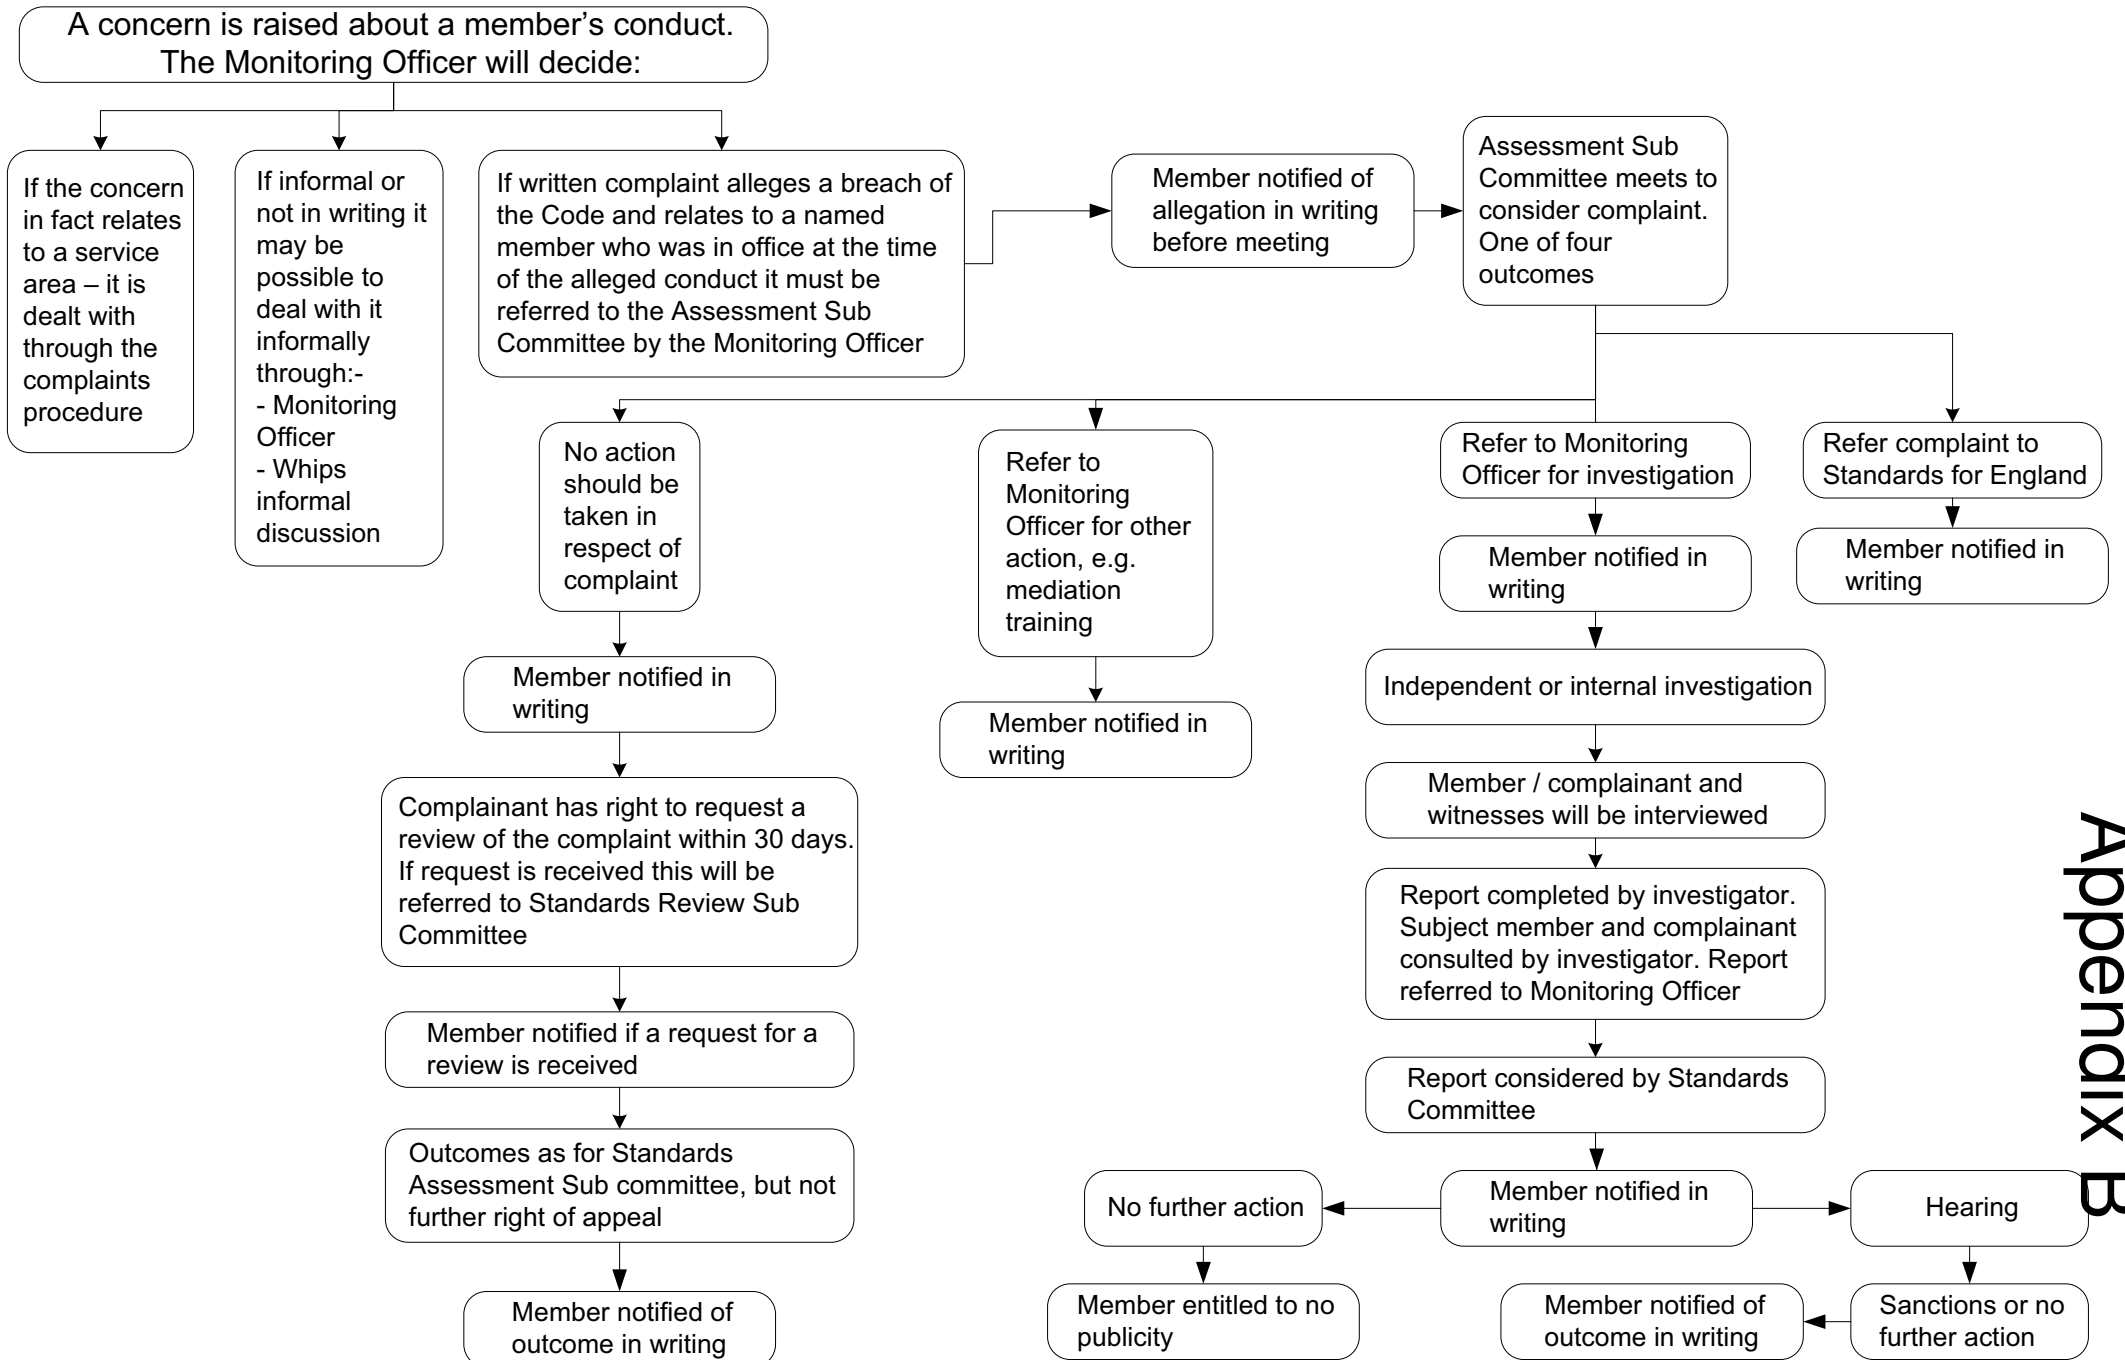 A concern is raised about a member’s conduct.
The Monitoring Officer will decide:
If the concern
in fact relates
to a service
area – it is
dealt with
through the
complaints
procedure
If informal or
not in writing it
may be
possible to
deal with it
informally
through:-
- Monitoring
Officer
- Whips
informal
discussion
If written complaint alleges a breach of
the Code and relates to a named
member who was in office at the time
of the alleged conduct it must be
referred to the Assessment Sub
Committee by the Monitoring Officer
Member notified of
allegation in writing
before meeting
Assessment Sub
Committee meets to
consider complaint.
One of four
outcomes
No action
should be
taken in
respect of
complaint
Member notified in
writing
Complainant has right to request a
review of the complaint within 30 days.
If request is received this will be
referred to Standards Review Sub
Committee
Member notified if a request for a
review is received
Outcomes as for Standards
Assessment Sub committee, but not
further right of appeal
Member notified of
outcome in writing
Refer to
Monitoring
Officer for other
action, e.g.
mediation
training
Member notified in
writing
Refer to Monitoring
Officer for investigation
Member notified in
writing
Independent or internal investigation
Member / complainant and
witnesses will be interviewed
Report completed by investigator.
Subject member and complainant
consulted by investigator. Report
referred to Monitoring Officer
Report considered by Standards
Committee
Member notified in
writing
No further action
Member entitled to no
publicity
Hearing
Sanctions or no
further action
Member notified of
outcome in writing
Refer complaint to
Standards for England
Member notified in
writing
Appendix B